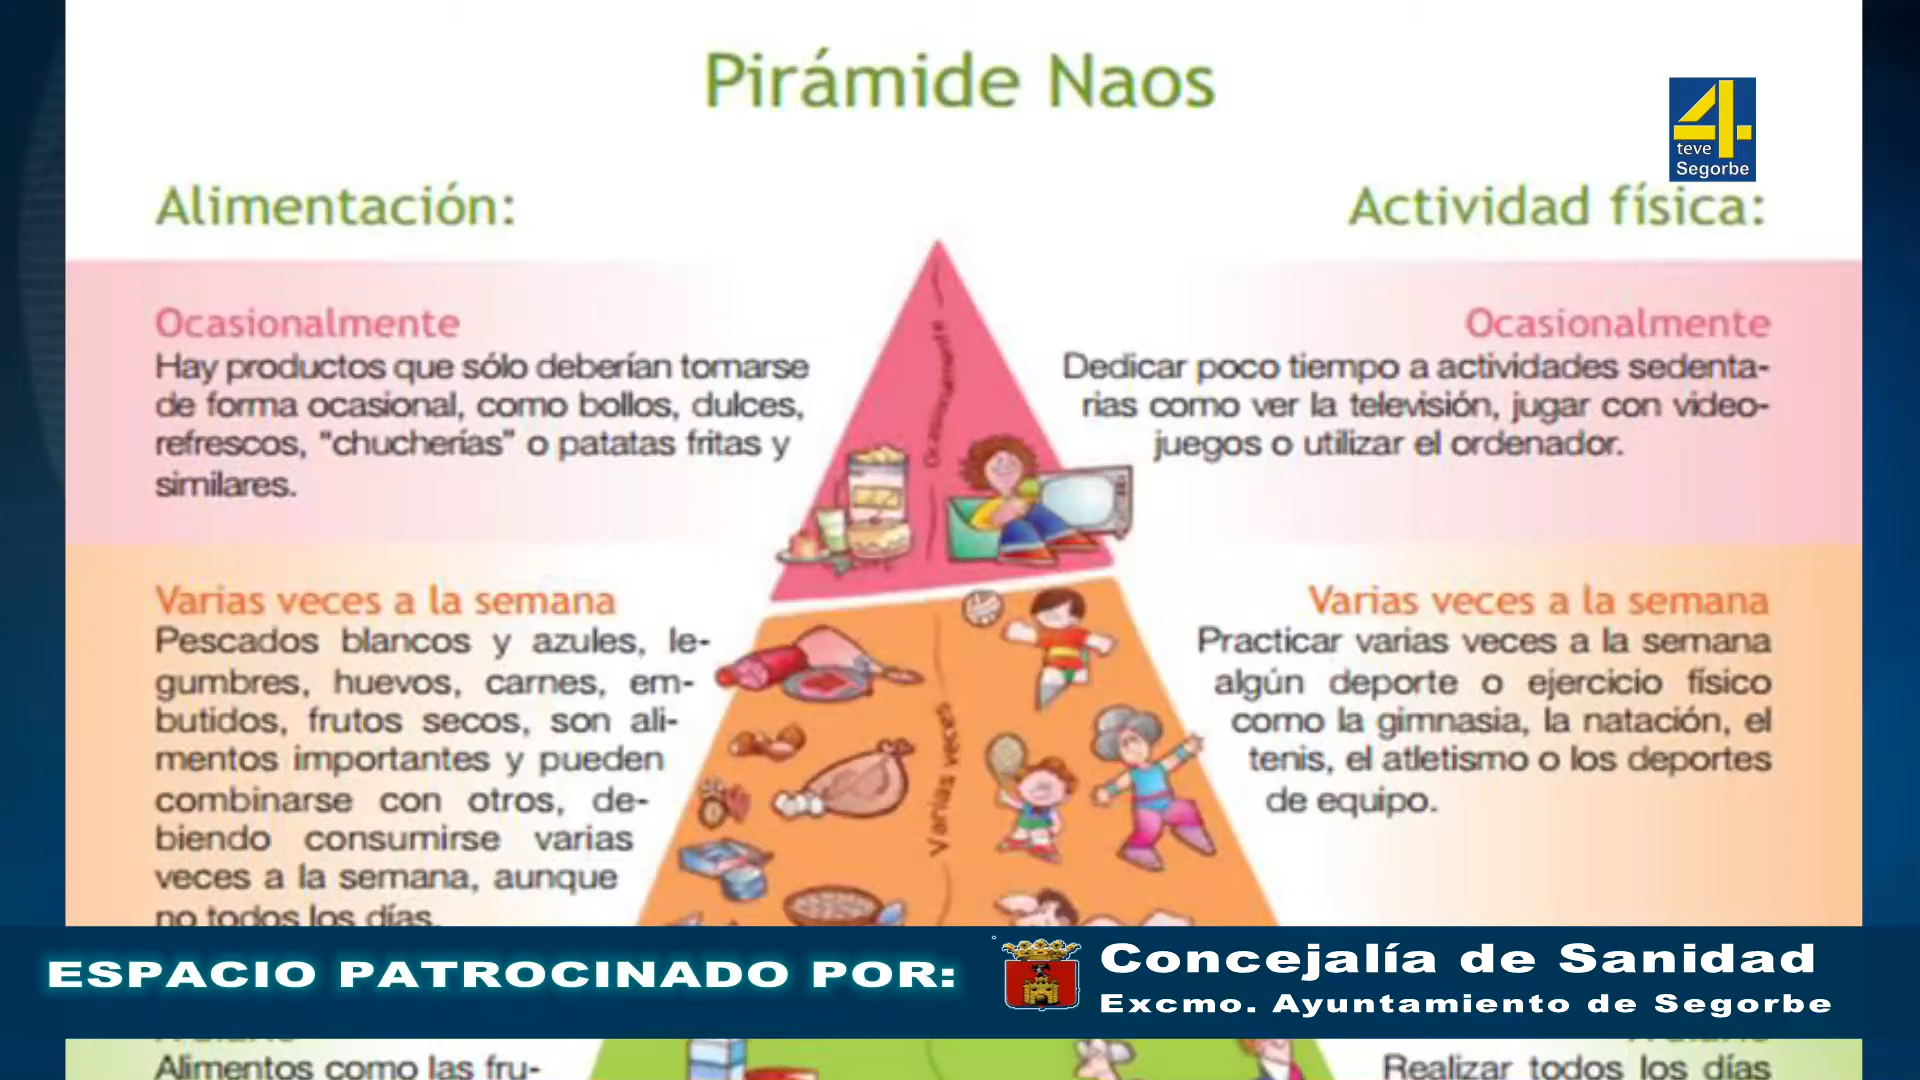 Pirámide Naos
4
teve
Segorbe
Alimentación:
Actividad física:
Ocasionalmente
Hay productos que sólo deberían tomarse
de forma ocasional, como bollos, dulces,
refrescos, "chucherías" o patatas fritas y
similares.
Ocasionalmente
Ocasionalmente
Dedicar poco tiempo a actividades sedenta-
rias como ver la televisión, jugar con video-
juegos o utilizar el ordenador.
Varias veces a la semana
Pescados blancos y azules, le-
gumbres, huevos, carnes, em-
butidos, frutos secos, son ali-
mentos importantes y pueden
combinarse con otros, de-
biendo consumirse varias
veces a la semana, aunque
no todos los días.
Varias veces
Varias veces a la semana
Practicar varias veces a la semana
algún deporte o ejercicio físico
como la gimnasia, la natación, el
tenis, el atletismo o los deportes
de equipo.
ESPACIO PATROCINADO POR:
Concejalía de Sanidad
Excmo. Ayuntamiento de Segorbe
Alimentos como las fru-
Realizar todos los días